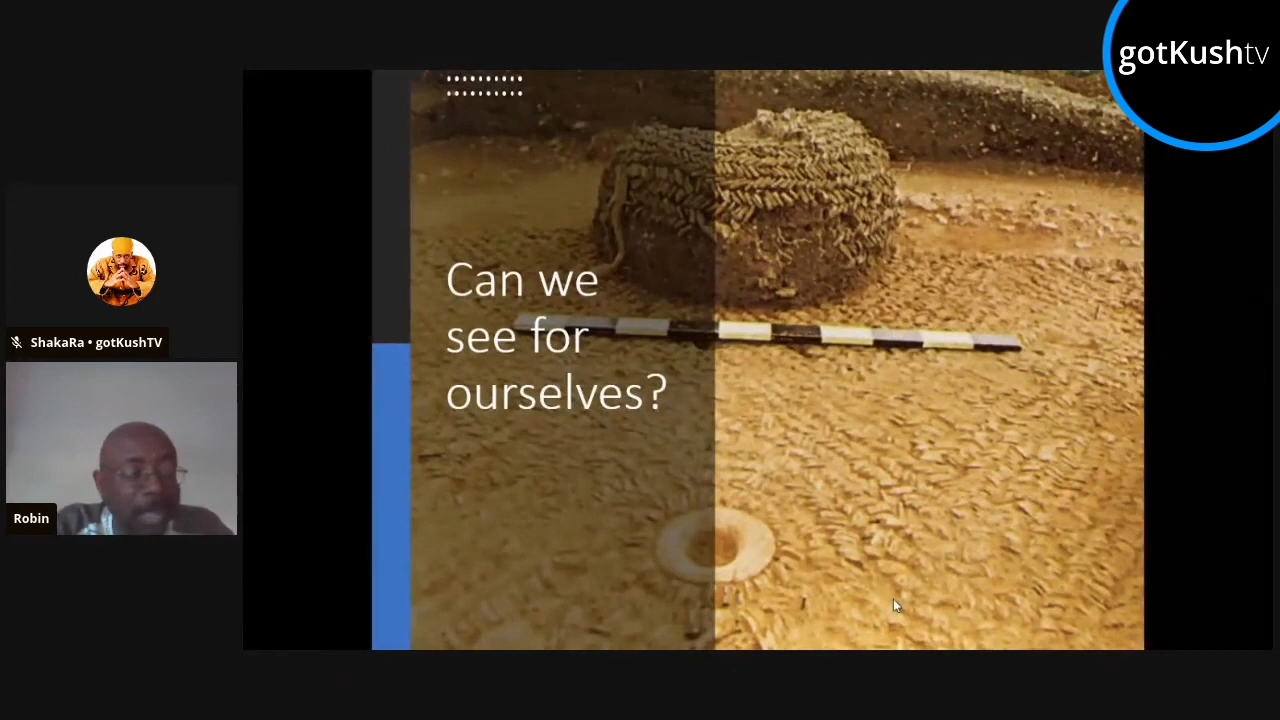 gotKushtv
Can we
see for
ourselves?
ShakaRa • gotKushTV
Robin